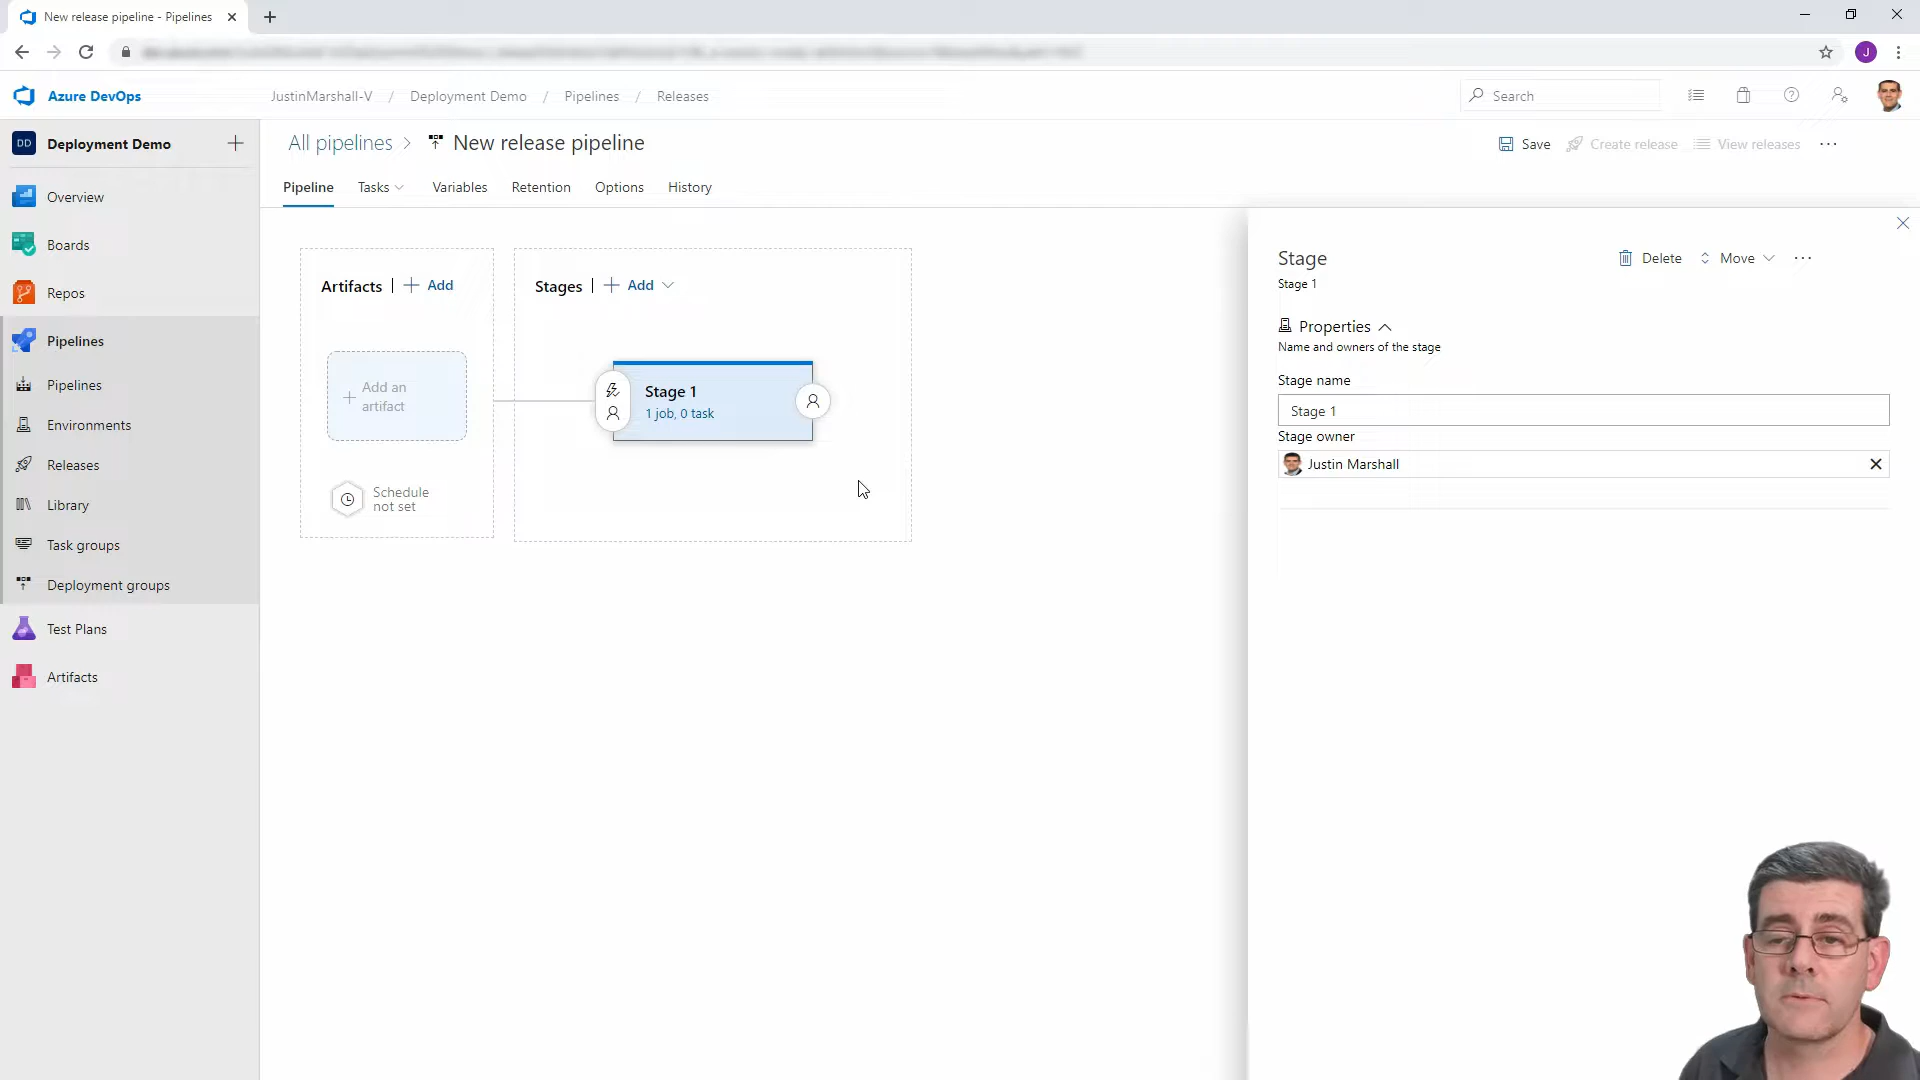 New release pipeline - Pipelines
J
Azure DevOps
JustinMarshall-V / Deployment Demo / Pipelines / Releases
Search
DD Deployment Demo
All pipelines > New release pipeline
Save
Create release
View releases
Overview
Boards
Repos
Pipelines
Pipelines
Environments
Releases
Library
Task groups
Deployment groups
Test Plans
Artifacts
Pipeline
Tasks
Variables
Retention
Options
History
Artifacts | + Add
Add an
artifact
Schedule
not set
Stages | + Add
Stage 1
1 job, 0 task
Stage
Stage 1
Delete
Move
Properties
Name and owners of the stage
Stage name
Stage 1
Stage owner
Justin Marshall